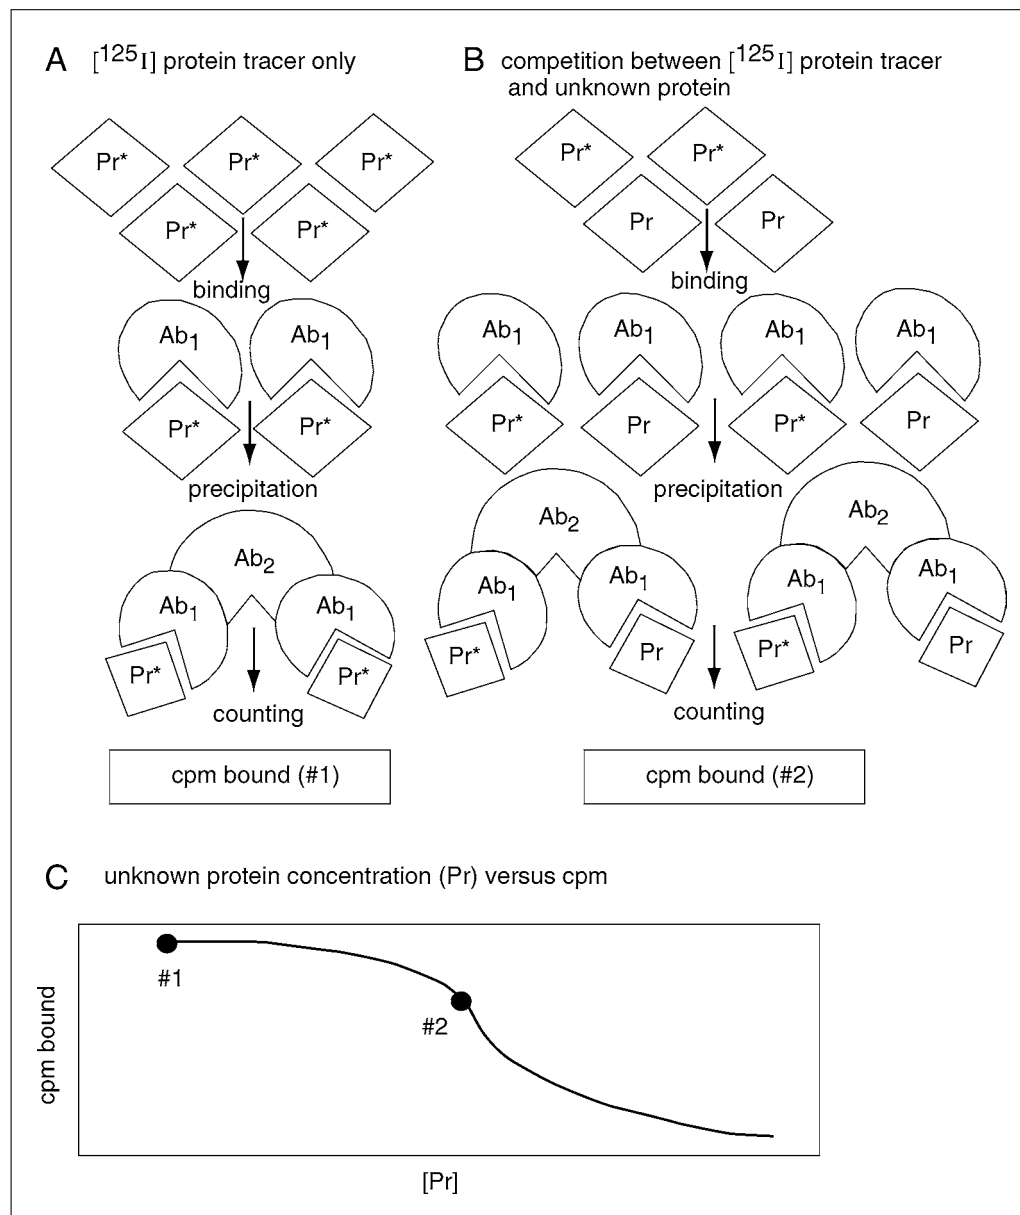 A [¹²⁵I] protein tracer only
Pr* Pr* Pr*
Pr* Pr*
binding
Ab₁ Ab₁
Pr* Pr*
precipitation
Ab₂
Ab₁ Ab₁
Pr* Pr*
counting
cpm bound (#1)
B competition between [¹²⁵I] protein tracer
and unknown protein
Pr* Pr*
Pr Pr
binding
Ab₁ Ab₁ Ab₁ Ab₁
Pr* Pr Pr* Pr
precipitation
Ab₂ Ab₂
Ab₁ Ab₁ Ab₁ Ab₁
Pr* Pr Pr* Pr
counting
cpm bound (#2)
C unknown protein concentration (Pr) versus cpm
cpm bound
#1
#2
[Pr]